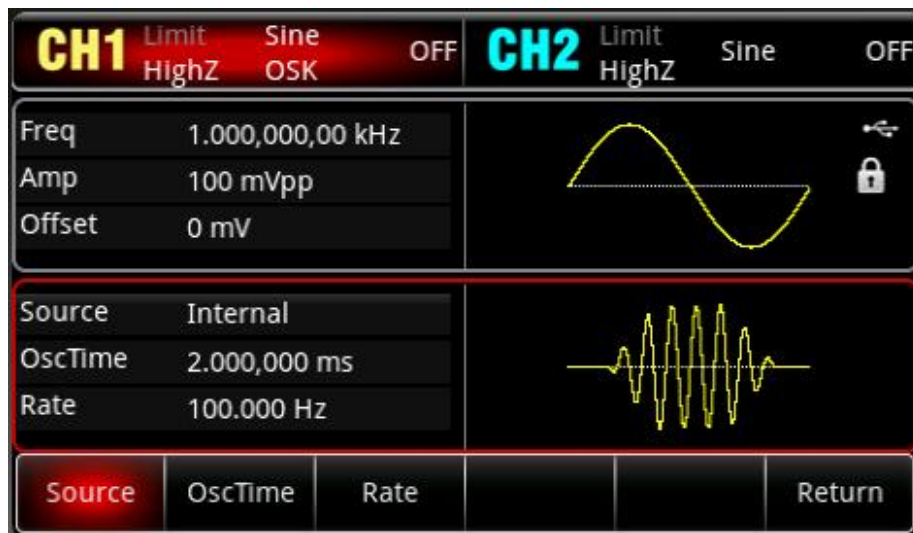 CH1 Limit Sine OFF CH2 Limit Sine OFF
HighZ OSK HighZ
Freq 1.000,000,00 kHz
Amp 100 mVpp
Offset 0 mV
Source Internal
OscTime 2.000,000 ms
Rate 100.000 Hz
Source OscTime Rate Return